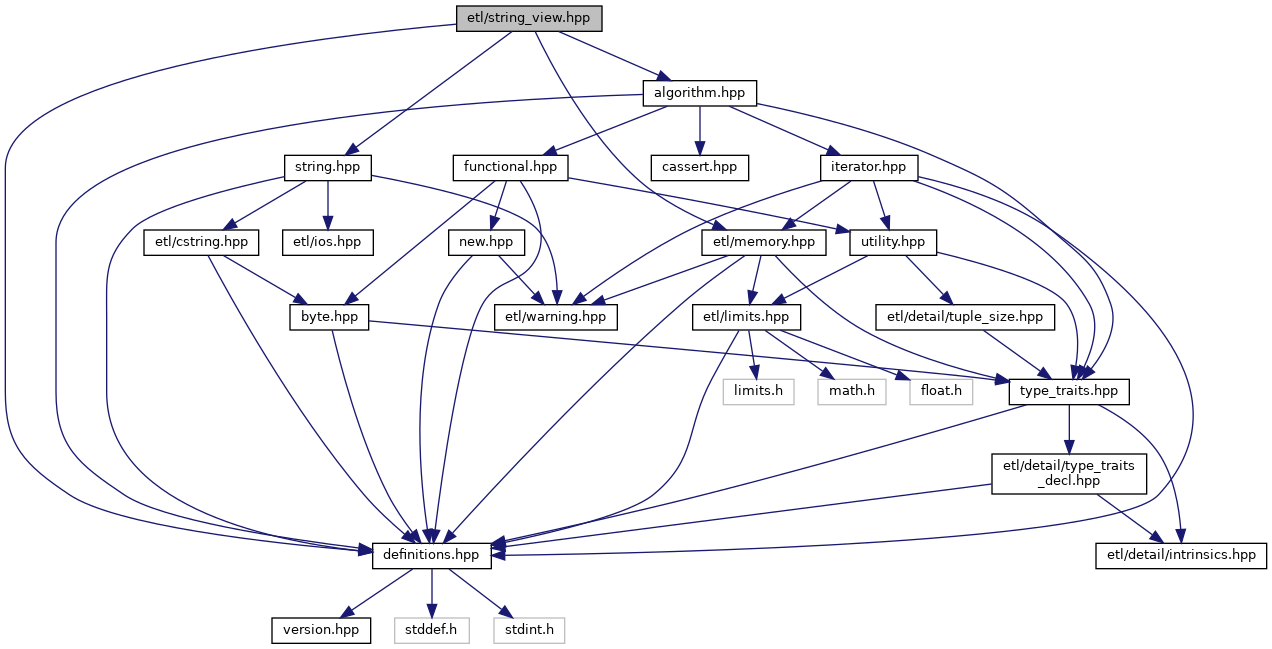 etl/string_view.hpp
algorithm.hpp
string.hpp
functional.hpp
cassert.hpp
iterator.hpp
etl/cstring.hpp
etl/ios.hpp
new.hpp
etl/memory.hpp
utility.hpp
byte.hpp
etl/warning.hpp
etl/limits.hpp
etl/detail/tuple_size.hpp
limits.h
math.h
float.h
type_traits.hpp
etl/detail/type_traits
_decl.hpp
definitions.hpp
etl/detail/intrinsics.hpp
version.hpp
stddef.h
stdint.h